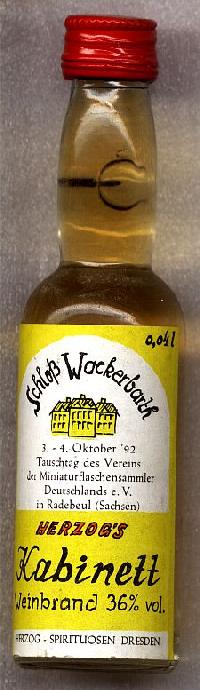 0,04 l
Schloß Wackerbarth
3. - 4. Oktober '92
Tauschtag des Vereins
der Miniaturflaschensammler
Deutschlands e. V.
in Radebeul (Sachsen)
HERZOG'S
Kabinett
Weinbrand 36% vol.
HERZOG - SPIRITUOSEN DRESDEN